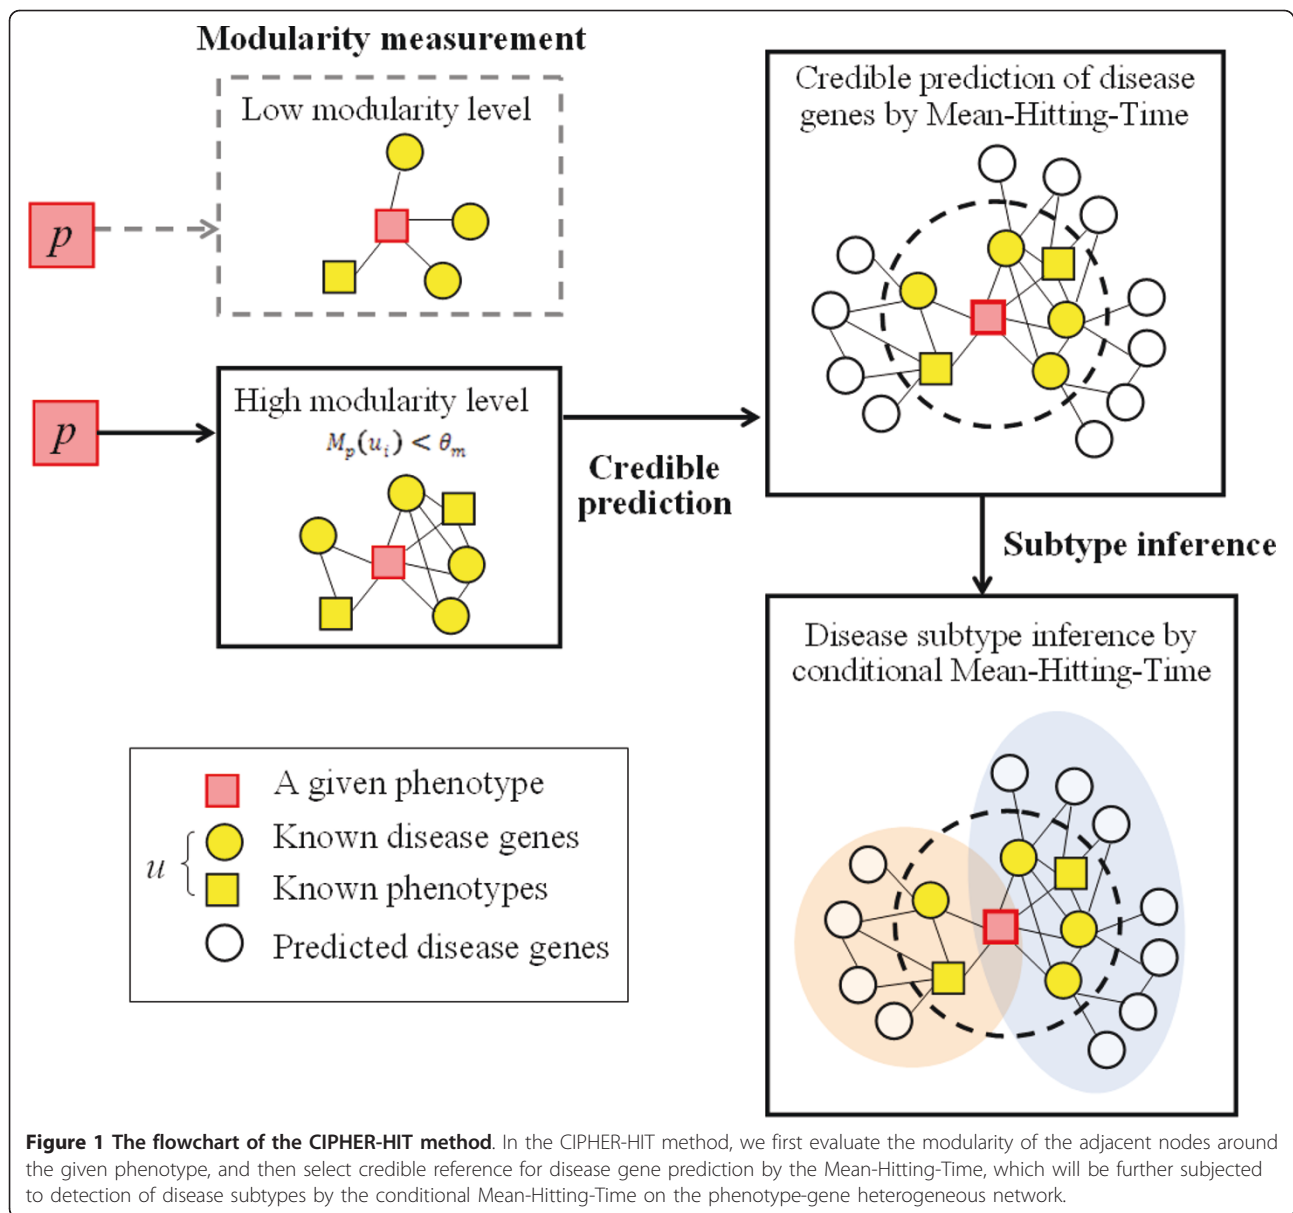 Modularity measurement
Low modularity level
p
p
High modularity level
M_p(u_i) < θ_m
Credible
prediction
Credible prediction of disease
genes by Mean-Hitting-Time
Subtype inference
Disease subtype inference by
conditional Mean-Hitting-Time
A given phenotype
u
Known disease genes
Known phenotypes
Predicted disease genes
Figure 1 The flowchart of the CIPHER-HIT method. In the CIPHER-HIT method, we first evaluate the modularity of the adjacent nodes around
the given phenotype, and then select credible reference for disease gene prediction by the Mean-Hitting-Time, which will be further subjected
to detection of disease subtypes by the conditional Mean-Hitting-Time on the phenotype-gene heterogeneous network.